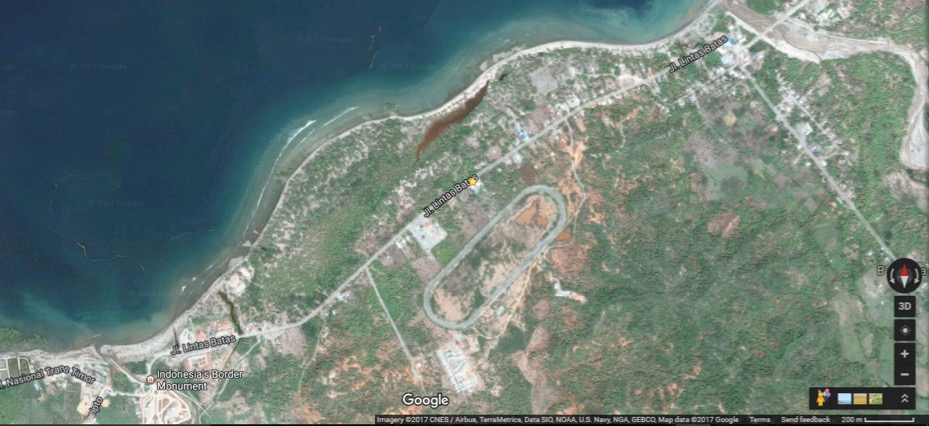 Jl. Lintas Batas
Jl. Lintas Batas
Jl. Lintas Batas
Indonesia's Border
Monument
Nasional Trans Timor
3D
Google
Imagery ©2017 CNES / Airbus, TerraMetrics, Data SIO, NOAA, U.S. Navy, NGA, GEBCO, Map data ©2017 Google Terms Send feedback 200 m